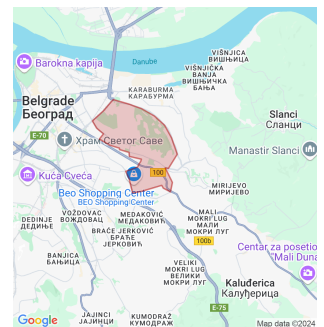 VIŠNJICA
ВИШЊИЦА
Barokna kapija
Danube
VIŠNJIČKA
BANJA
ВИШЊИЧКА
БАЊА
KARABURMA
КАРАБУРМА
Belgrade
Београд
Slanci
Сланци
E-70
Храм Светог Саве
Manastir Slanci
100
Kuća Cveća
Beo Shopping Center
BEO Shopping Center
MIRIJEVO
МИРИЈЕВО
VOŽDOVAC
ВОЖДОВАЦ
MEDAKOVIĆ
МЕДАКОВИЋ
MALI
MOKRI LUG
МАЛИ
МОКРИ ЛУГ
DEDINJE
ДЕДИЊЕ
BRAĆE JERKOVIĆ
БРАЋЕ
ЈЕРКОВИЋ
100b
Centar za posetio
"Mali Duna
BANJICA
БАЊИЦА
VELIKI
MOKRI LUG
ВЕЛИКИ
МОКРИ ЛУГ
Kaluđerica
Калуђерица
E-75
JAJINCI
ЈАЈИНЦИ
KUMODRAŽ
КУМОДРАЖ
Google
Map data ©2024